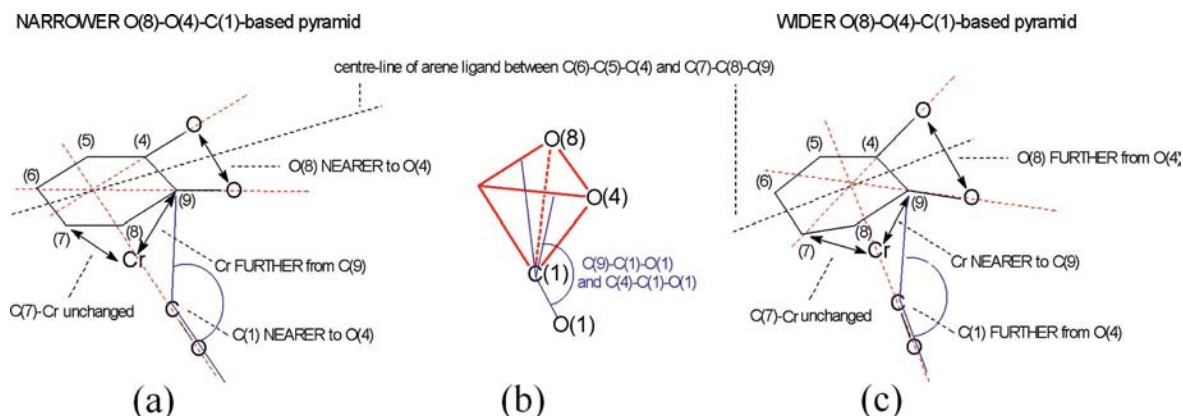 NARROWER O(8)-O(4)-C(1)-based pyramid
WIDER O(8)-O(4)-C(1)-based pyramid
centre-line of arene ligand between C(6)-C(5)-C(4) and C(7)-C(8)-C(9)
O
(4)
(5)
(6)
O(8) NEARER to O(4)
O
(9)
(8)
(7)
Cr
Cr FURTHER from C(9)
C(7)-Cr unchanged
C
C(1) NEARER to O(4)
O
(a)
O(8)
O(4)
C(1)
C(9)-C(1)-O(1)
and C(4)-C(1)-O(1)
O(1)
(b)
O
(4)
(5)
O(8) FURTHER from O(4)
(6)
O
(9)
(8)
(7)
Cr
Cr NEARER to C(9)
C(7)-Cr unchanged
C
C(1) FURTHER from O(4)
O
(c)